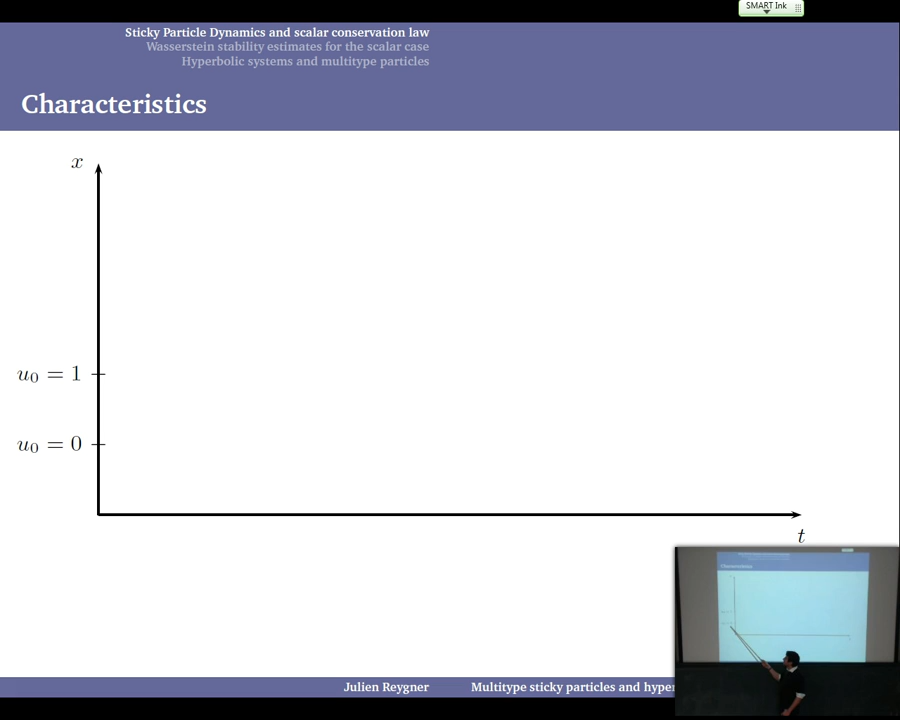 SMART Ink
Sticky Particle Dynamics and scalar conservation law
Wasserstein stability estimates for the scalar case
Hyperbolic systems and multitype particles
Characteristics
x
u₀ = 1
u₀ = 0
t
Julien Reygner
Multitype sticky particles and hyper
Characteristics